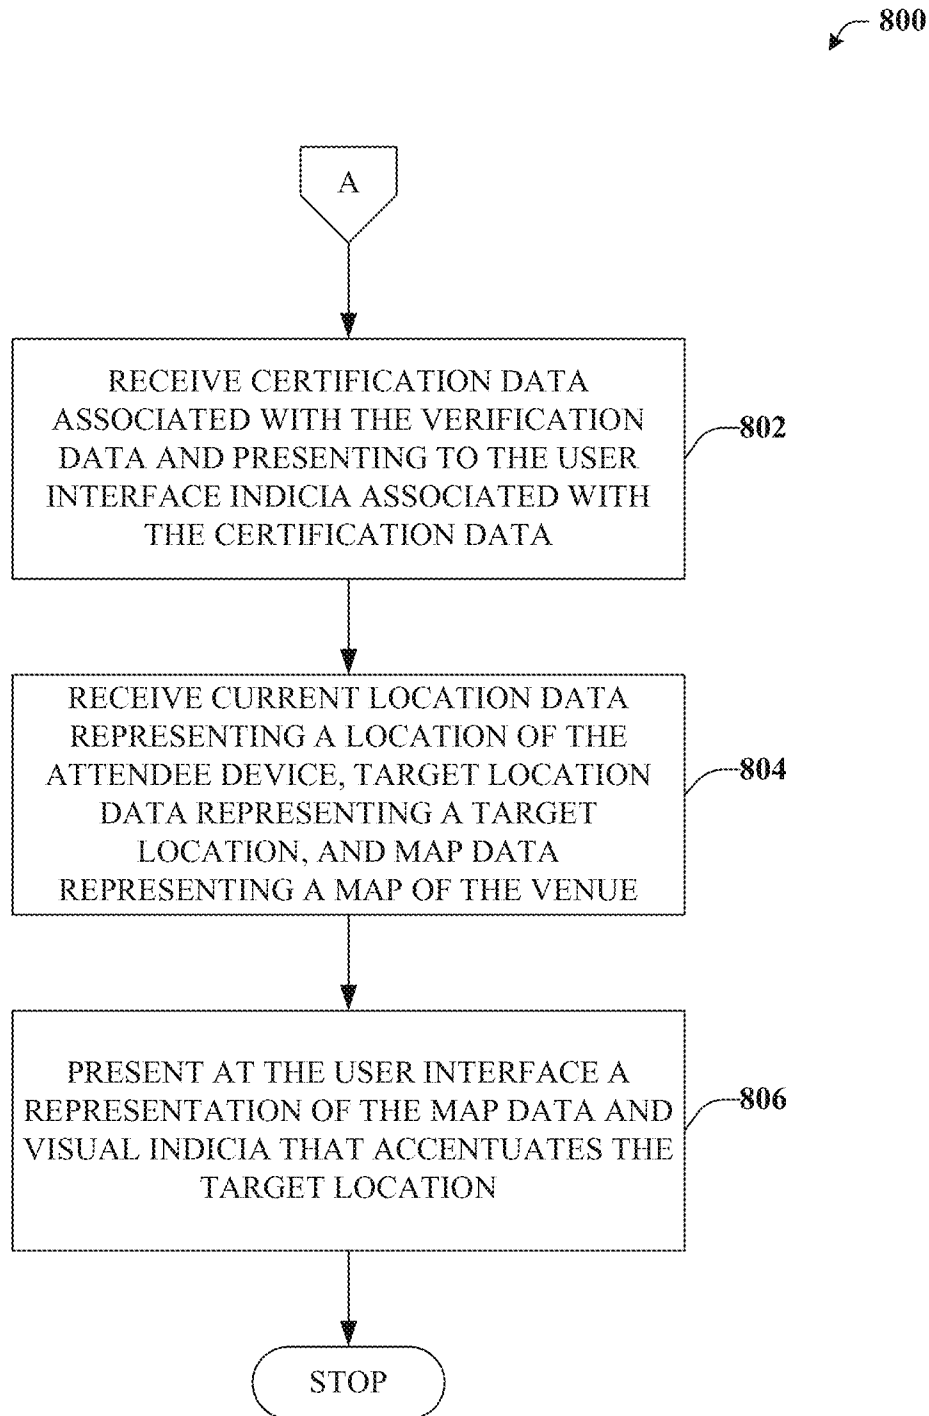 800
A
RECEIVE CERTIFICATION DATA
ASSOCIATED WITH THE VERIFICATION
DATA AND PRESENTING TO THE USER
INTERFACE INDICIA ASSOCIATED WITH
THE CERTIFICATION DATA
802
RECEIVE CURRENT LOCATION DATA
REPRESENTING A LOCATION OF THE
ATTENDEE DEVICE, TARGET LOCATION
DATA REPRESENTING A TARGET
LOCATION, AND MAP DATA
REPRESENTING A MAP OF THE VENUE
804
PRESENT AT THE USER INTERFACE A
REPRESENTATION OF THE MAP DATA AND
VISUAL INDICIA THAT ACCENTUATES THE
TARGET LOCATION
806
STOP